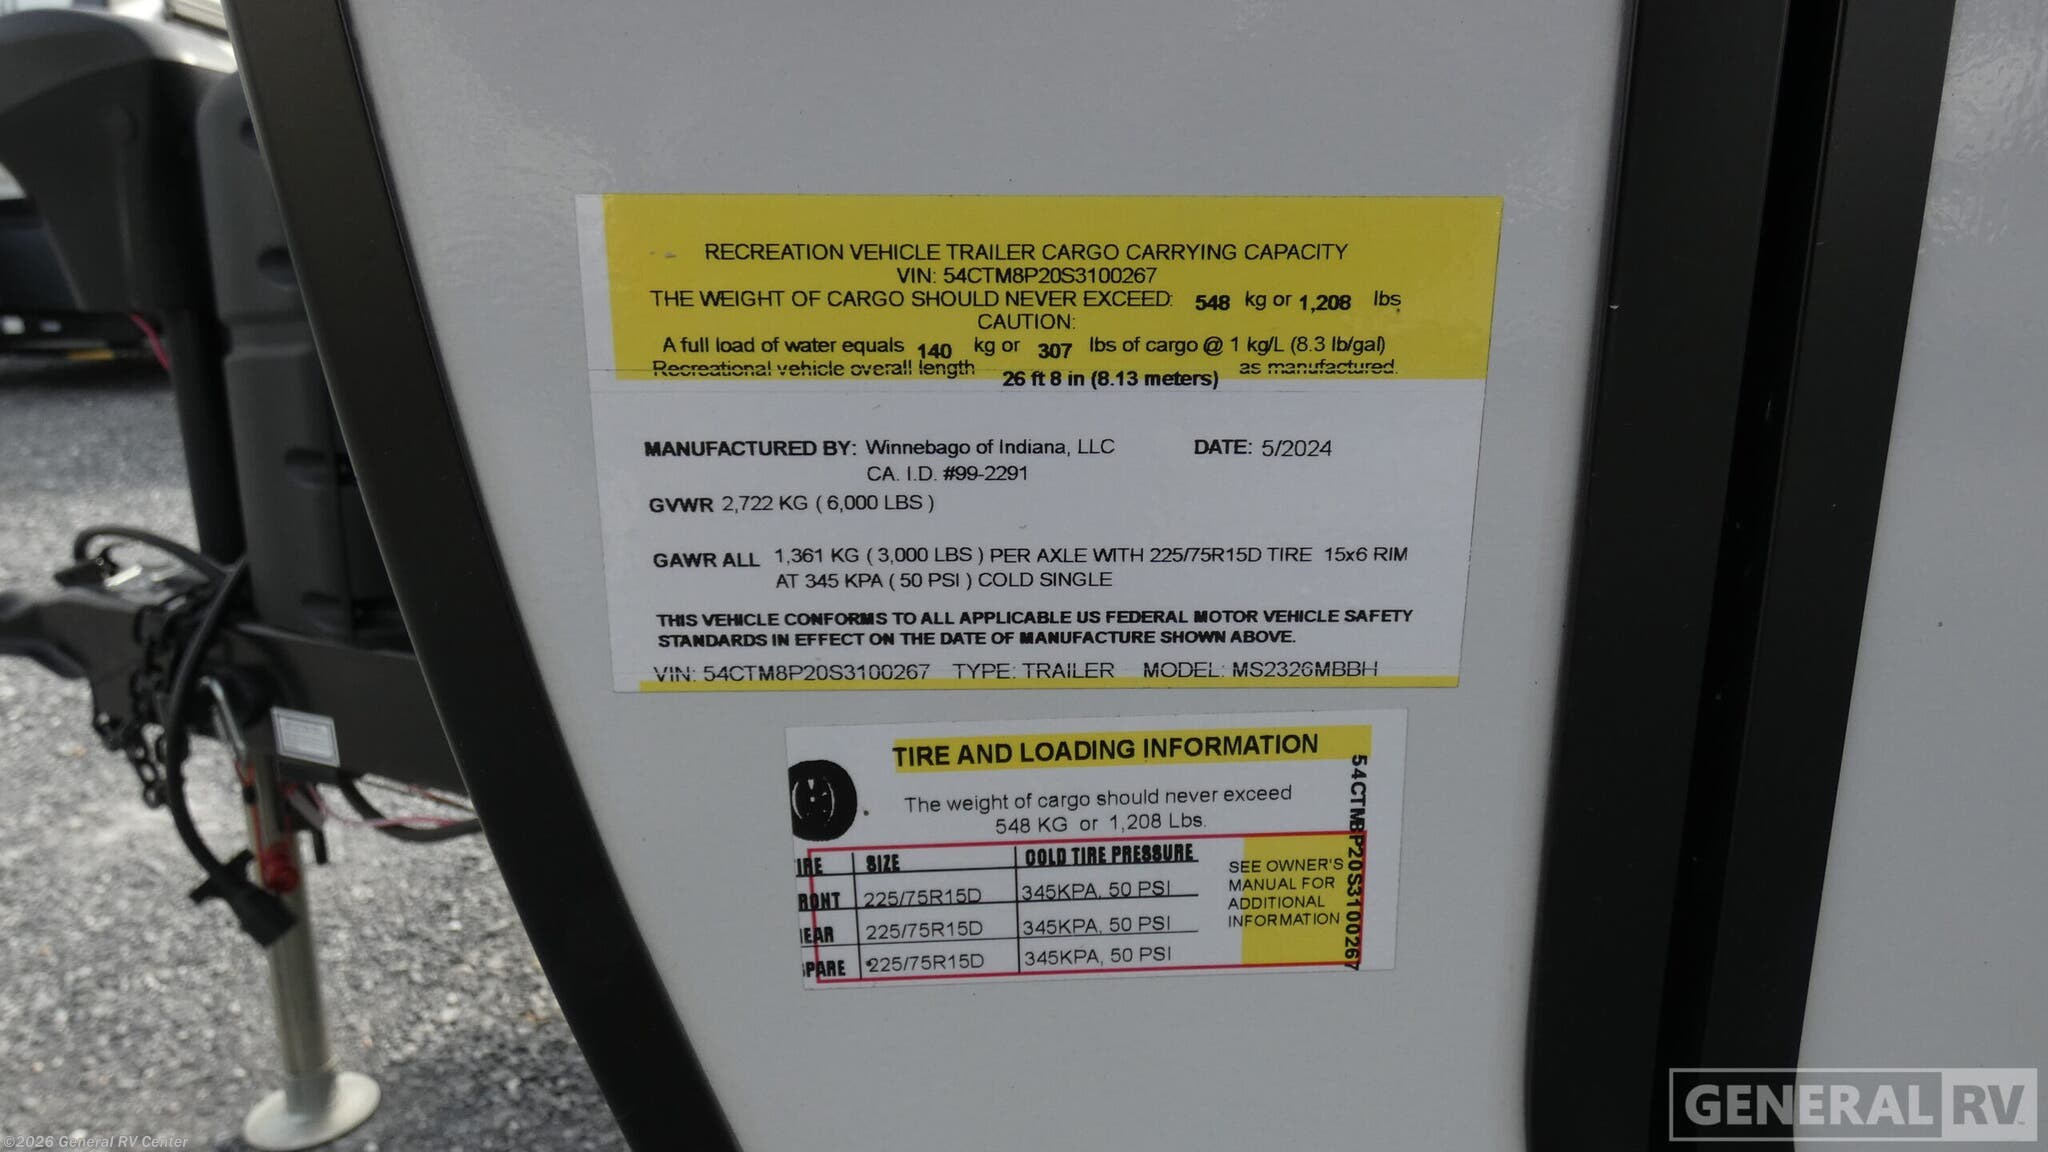 RECREATION VEHICLE TRAILER CARGO CARRYING CAPACITY
VIN: 54CTM8P20S3100267
THE WEIGHT OF CARGO SHOULD NEVER EXCEED: 548 kg or 1,208 lbs
CAUTION:
A full load of water equals 140 kg or 307 lbs of cargo @ 1 kg/L (8.3 lb/gal)
Recreational vehicle overall length 26 ft 8 in (8.13 meters) as manufactured.
MANUFACTURED BY: Winnebago of Indiana, LLC DATE: 5/2024
CA. I.D. #99-2291
GVWR 2,722 KG ( 6,000 LBS )
GAWR ALL 1,361 KG ( 3,000 LBS ) PER AXLE WITH 225/75R15D TIRE 15x6 RIM
AT 345 KPA ( 50 PSI ) COLD SINGLE
THIS VEHICLE CONFORMS TO ALL APPLICABLE US FEDERAL MOTOR VEHICLE SAFETY
STANDARDS IN EFFECT ON THE DATE OF MANUFACTURE SHOWN ABOVE.
VIN: 54CTM8P20S3100267 TYPE: TRAILER MODEL: MS2326MBBH
TIRE AND LOADING INFORMATION
The weight of cargo should never exceed
548 KG or 1,208 Lbs.
IRE SIZE COLD TIRE PRESSURE
RONT 225/75R15D 345KPA, 50 PSI
EAR 225/75R15D 345KPA, 50 PSI
PARE 225/75R15D 345KPA, 50 PSI
SEE OWNER'S
MANUAL FOR
ADDITIONAL
INFORMATION
54CTM8P20S3100267
GENERAL RV
©2026 General RV Center